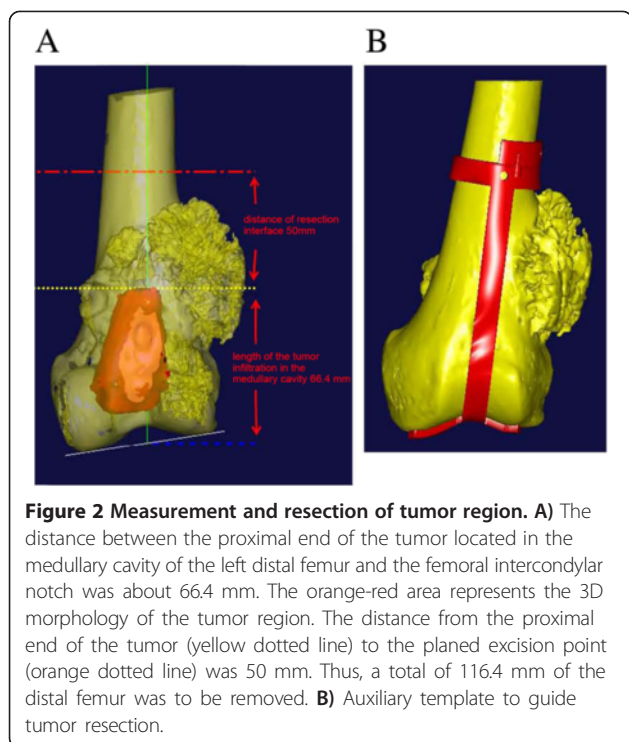 A
B
distance of resection
interface 50mm
length of the tumor
infiltration in the
medullary cavity 66.4 mm
Figure 2 Measurement and resection of tumor region. A) The
distance between the proximal end of the tumor located in the
medullary cavity of the left distal femur and the femoral intercondylar
notch was about 66.4 mm. The orange-red area represents the 3D
morphology of the tumor region. The distance from the proximal
end of the tumor (yellow dotted line) to the planed excision point
(orange dotted line) was 50 mm. Thus, a total of 116.4 mm of the
distal femur was to be removed. B) Auxiliary template to guide
tumor resection.